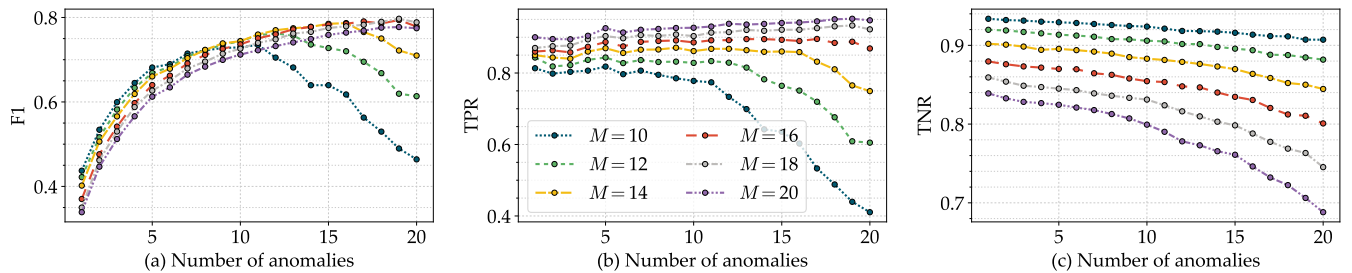 F1
0.8
0.6
0.4
5
10
15
20
(a) Number of anomalies
TPR
1.0
0.8
0.6
0.4
M = 10
M = 12
M = 14
M = 16
M = 18
M = 20
5
10
15
20
(b) Number of anomalies
TNR
0.9
0.8
0.7
5
10
15
20
(c) Number of anomalies